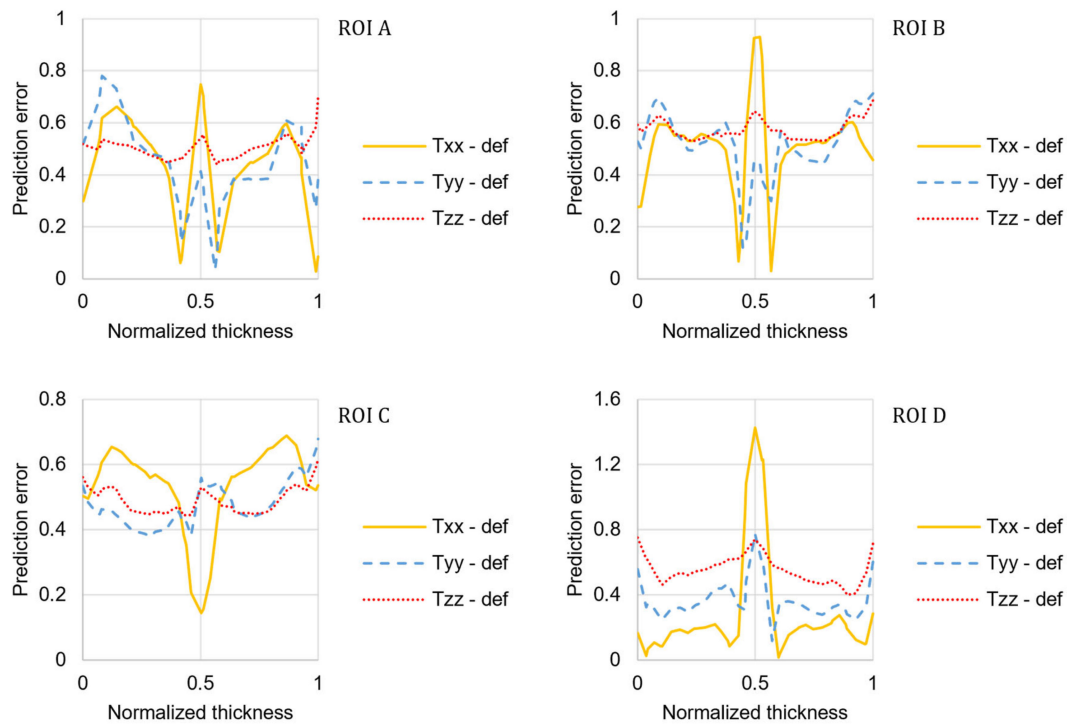 ROI A
1
0.8
0.6
0.4
0.2
0
Prediction error
0 0.5 1
Normalized thickness
Txx - def
Tyy - def
Tzz - def
ROI B
1
0.8
0.6
0.4
0.2
0
Prediction error
0 0.5 1
Normalized thickness
Txx - def
Tyy - def
Tzz - def
ROI C
0.8
0.6
0.4
0.2
0
Prediction error
0 0.5 1
Normalized thickness
Txx - def
Tyy - def
Tzz - def
ROI D
1.6
1.2
0.8
0.4
0
Prediction error
0 0.5 1
Normalized thickness
Txx - def
Tyy - def
Tzz - def